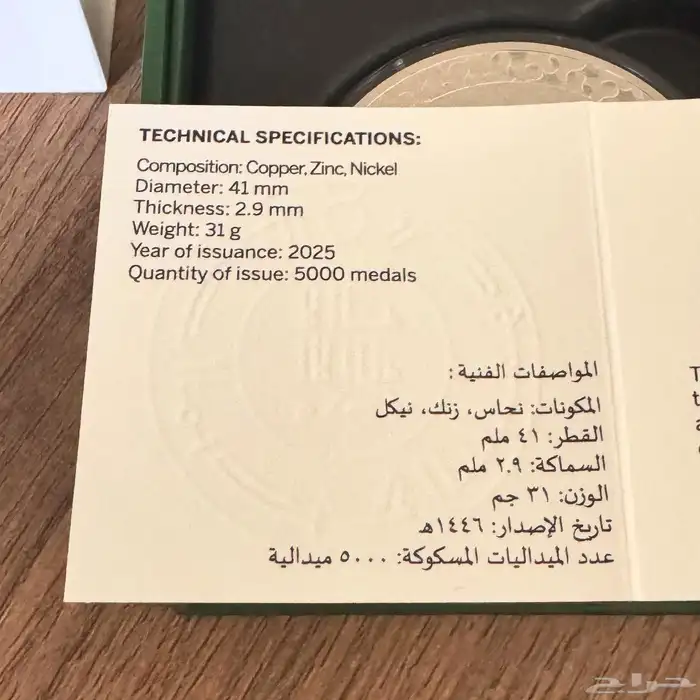 TECHNICAL SPECIFICATIONS:
Composition: Copper, Zinc, Nickel
Diameter: 41 mm
Thickness: 2.9 mm
Weight: 31 g
Year of issuance: 2025
Quantity of issue: 5000 medals
المواصفات الفنية:
المكونات: نحاس، زنك، نيكل
القطر: ٤١ ملم
السماكة: ٢.٩ ملم
الوزن: ٣١ جم
تاريخ الإصدار: ١٤٤٦هـ
عدد الميداليات المسكوكة: ٥٠٠٠ ميدالية
حراج